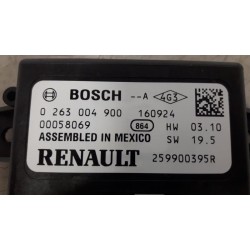 BOSCH --A 4G3
0 263 004 900 160924
00058069 864 HW 03.10
ASSEMBLED IN MEXICO SW 19.5
RENAULT 259900395R